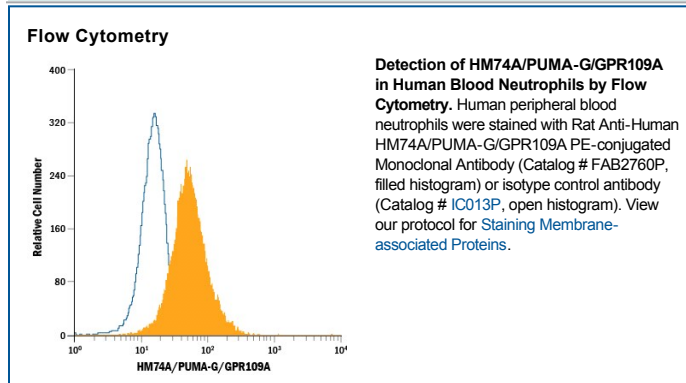 Flow Cytometry
400
320
240
160
80
0
Relative Cell Number
10⁰
10¹
10²
10³
10⁴
HM74A/PUMA-G/GPR109A
Detection of HM74A/PUMA-G/GPR109A
in Human Blood Neutrophils by Flow
Cytometry. Human peripheral blood
neutrophils were stained with Rat Anti-Human
HM74A/PUMA-G/GPR109A PE-conjugated
Monoclonal Antibody (Catalog # FAB2760P,
filled histogram) or isotype control antibody
(Catalog # IC013P, open histogram). View
our protocol for Staining Membrane-
associated Proteins.